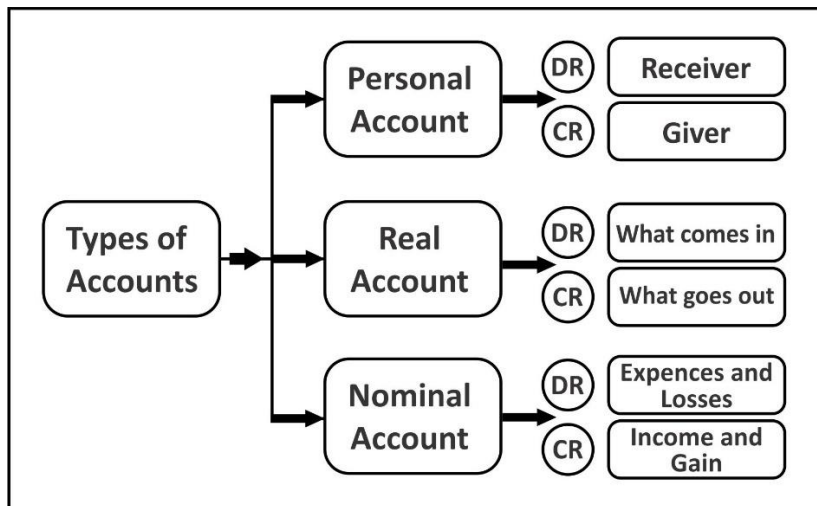 Types of
Accounts
Personal
Account
DR
Receiver
CR
Giver
Real
Account
DR
What comes in
CR
What goes out
Nominal
Account
DR
Expences and
Losses
CR
Income and
Gain